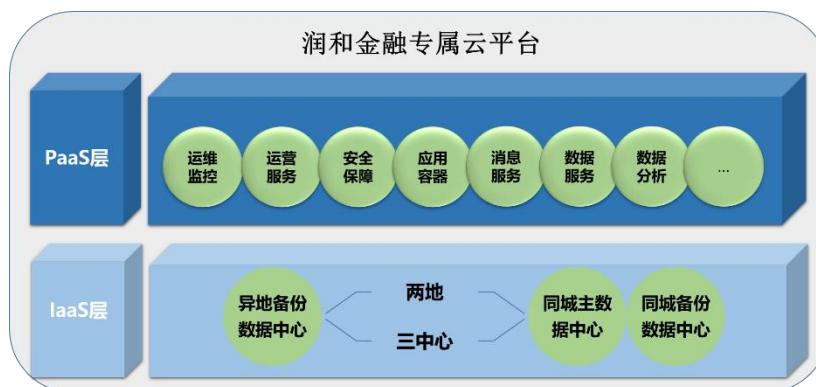 润和金融专属云平台
PaaS层
运维
监控
运营
服务
安全
保障
应用
容器
消息
服务
数据
服务
数据
分析
...
IaaS层
异地备份
数据中心
两地
三中心
同城主数
据中心
同城备份
数据中心